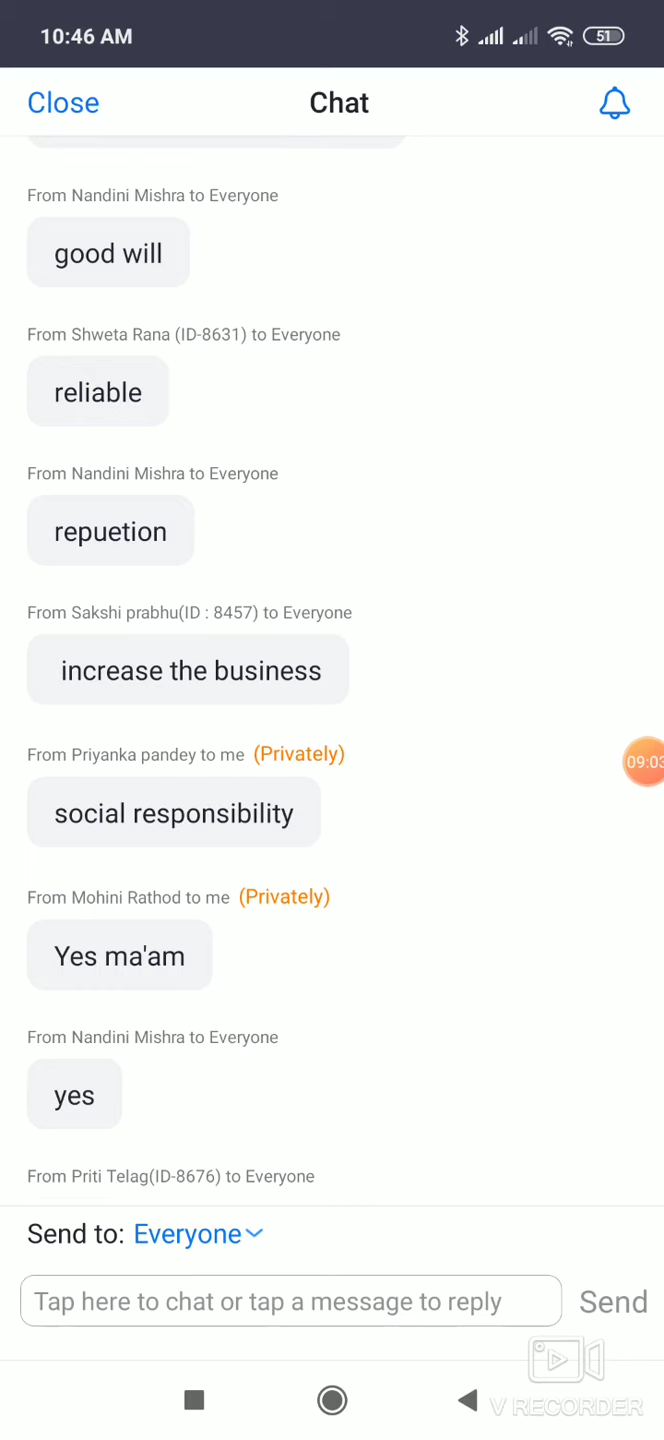 10:46 AM
51
Close
Chat
From Nandini Mishra to Everyone
good will
From Shweta Rana (ID-8631) to Everyone
reliable
From Nandini Mishra to Everyone
repuetion
From Sakshi prabhu(ID : 8457) to Everyone
increase the business
From Priyanka pandey to me (Privately)
social responsibility
09:03
From Mohini Rathod to me (Privately)
Yes ma'am
From Nandini Mishra to Everyone
yes
From Priti Telag(ID-8676) to Everyone
Send to: Everyone
Tap here to chat or tap a message to reply
Send
V RECORDER